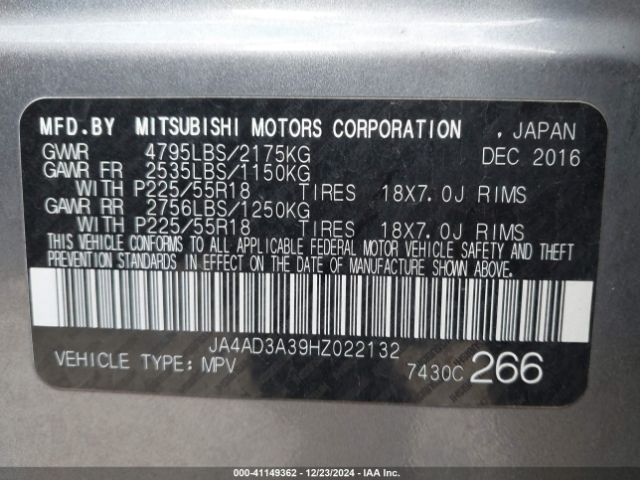 MFD.BY MITSUBISHI MOTORS CORPORATION , JAPAN
GVWR 4795LBS/2175KG DEC 2016
GAWR FR 2535LBS/1150KG
WITH P225/55R18 TIRES 18X7.0J RIMS
GAWR RR 2756LBS/1250KG
WITH P225/55R18 TIRES 18X7.0J RIMS
THIS VEHICLE CONFORMS TO ALL APPLICABLE FEDERAL MOTOR VEHICLE SAFETY AND THEFT
PREVENTION STANDARDS IN EFFECT ON THE DATE OF MANUFACTURE SHOWN ABOVE.
JA4AD3A39HZ022132
VEHICLE TYPE: MPV 7430C 266
000-41149362 - 12/23/2024 - IAAI.COM